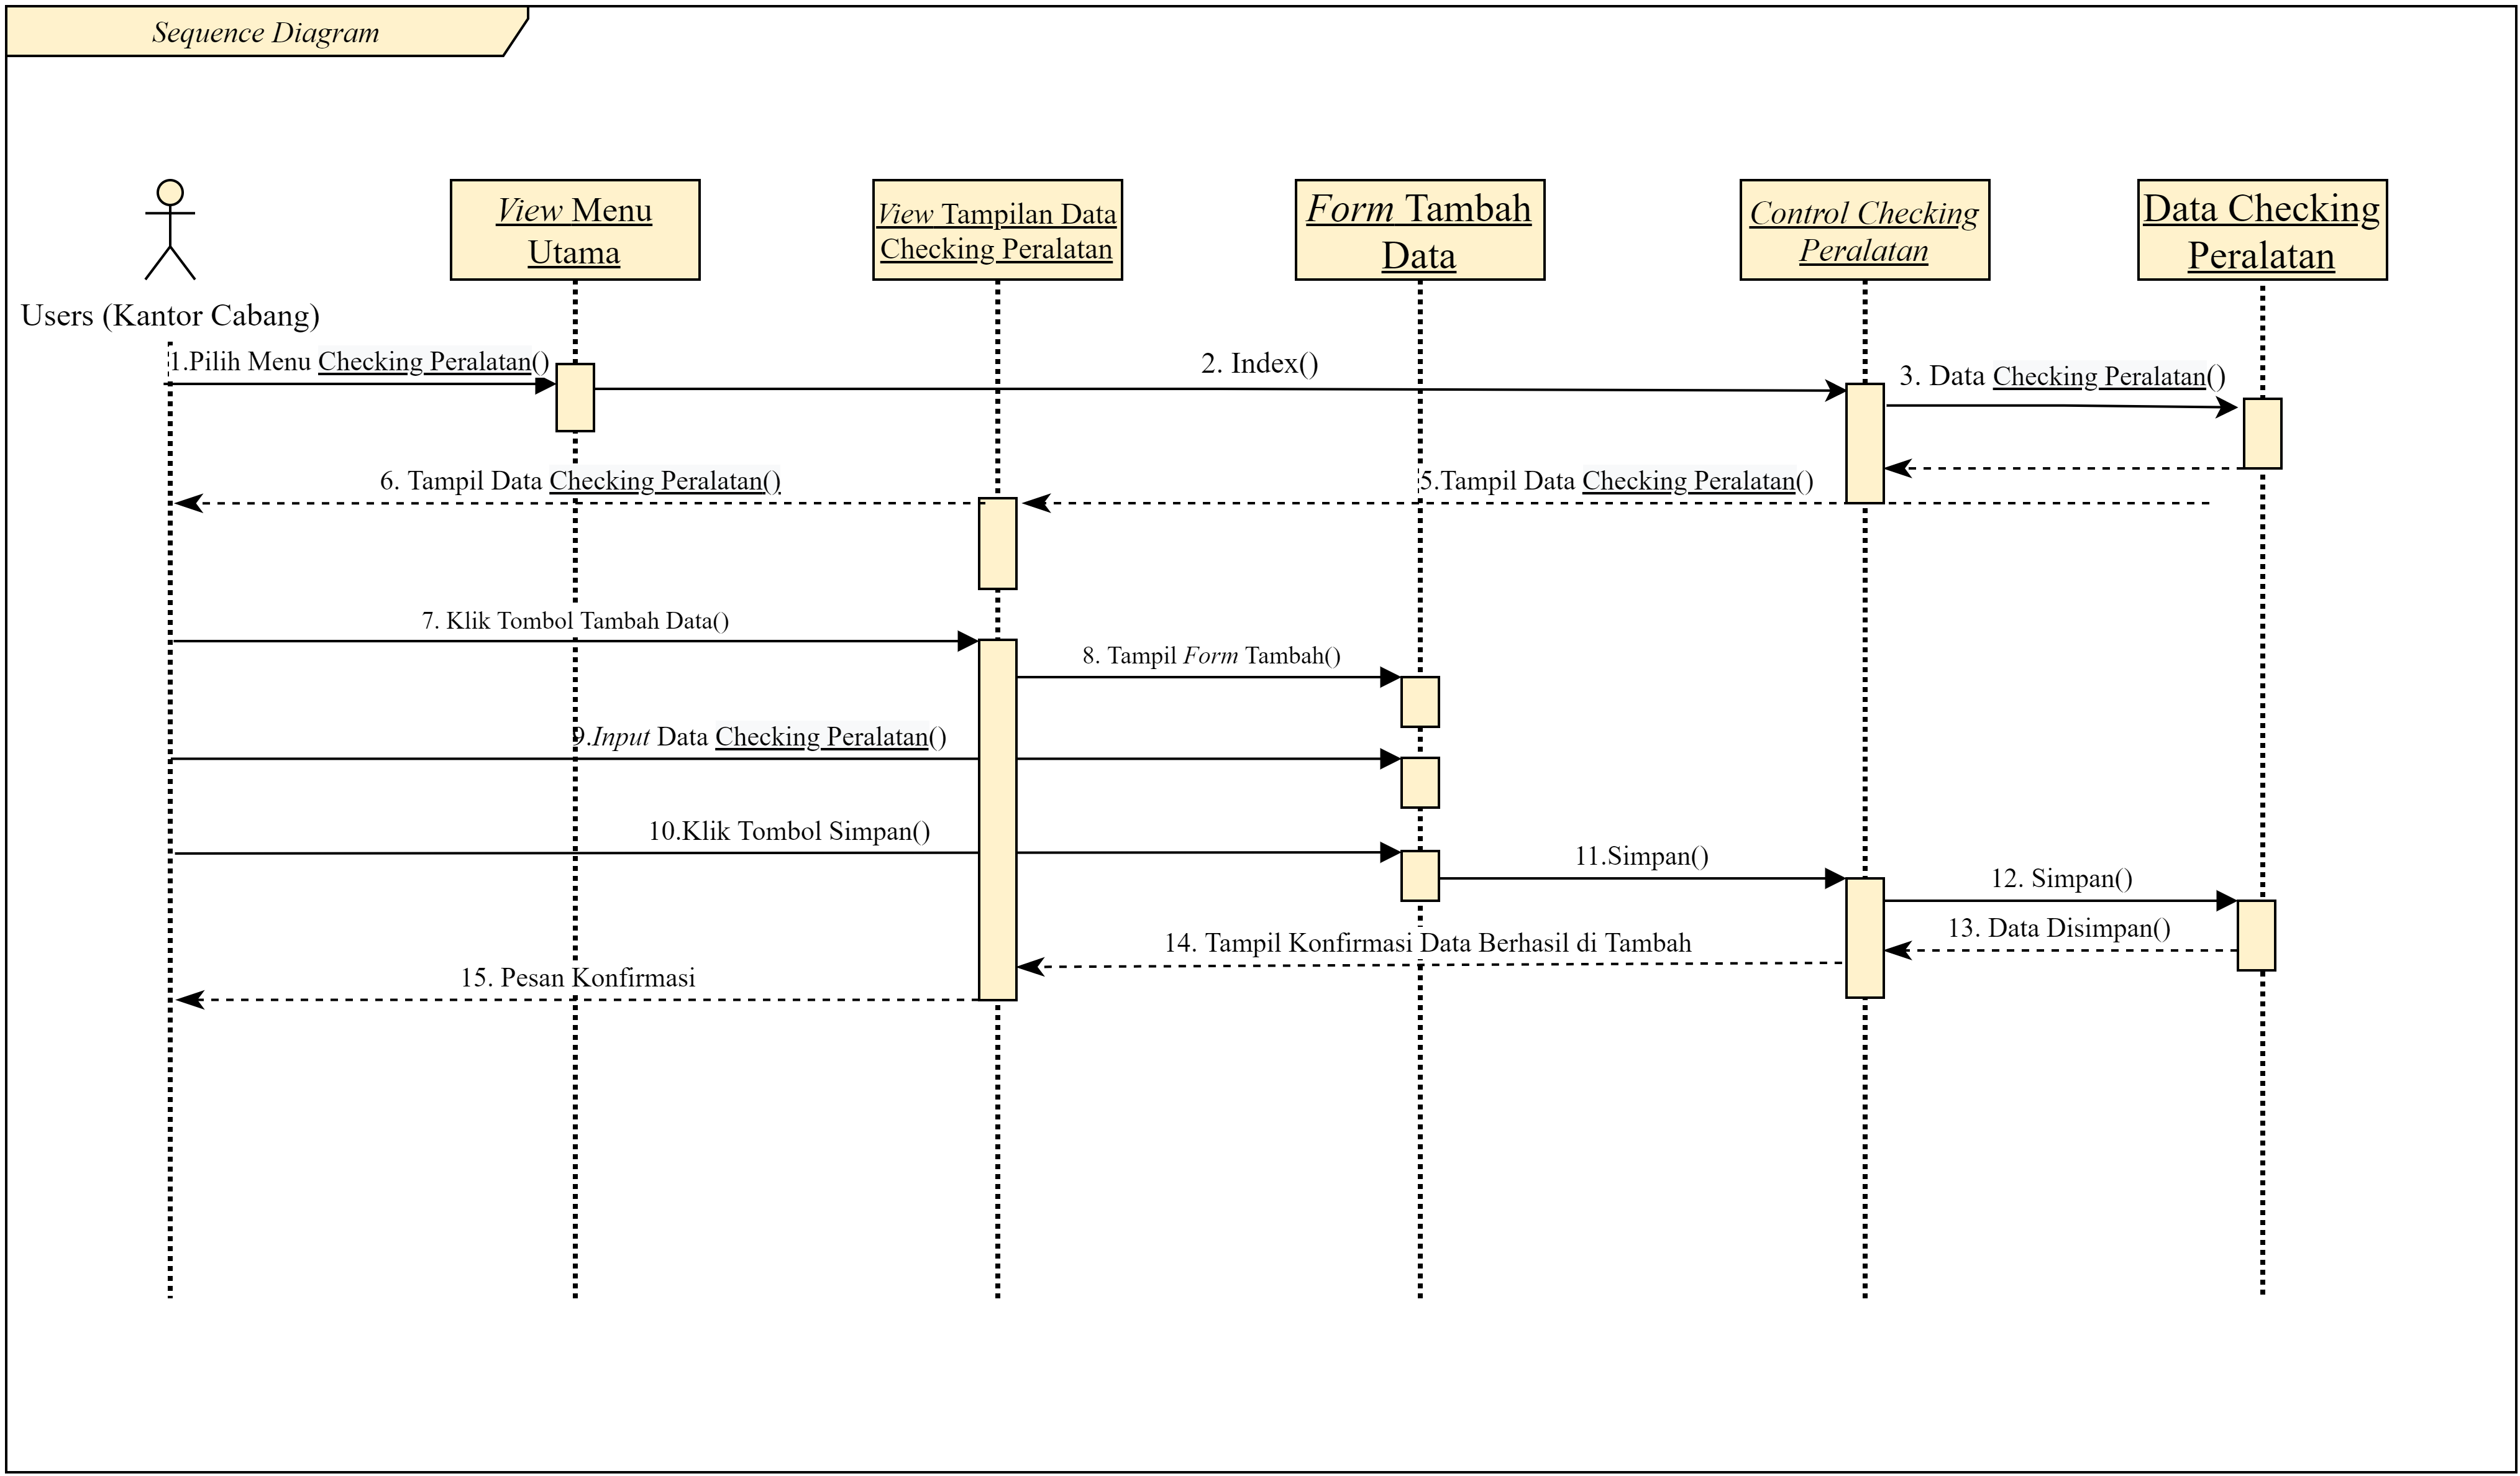 Sequence Diagram
View Menu
Utama
View Tampilan Data
Checking Peralatan
Form Tambah
Data
Control Checking
Peralatan
Data Checking
Peralatan
Users (Kantor Cabang)
1.Pilih Menu Checking Peralatan()
2. Index()
3. Data Checking Peralatan()
6. Tampil Data Checking Peralatan()
5.Tampil Data Checking Peralatan()
7. Klik Tombol Tambah Data()
8. Tampil Form Tambah()
9.Input Data Checking Peralatan()
10.Klik Tombol Simpan()
11.Simpan()
12. Simpan()
13. Data Disimpan()
14. Tampil Konfirmasi Data Berhasil di Tambah
15. Pesan Konfirmasi